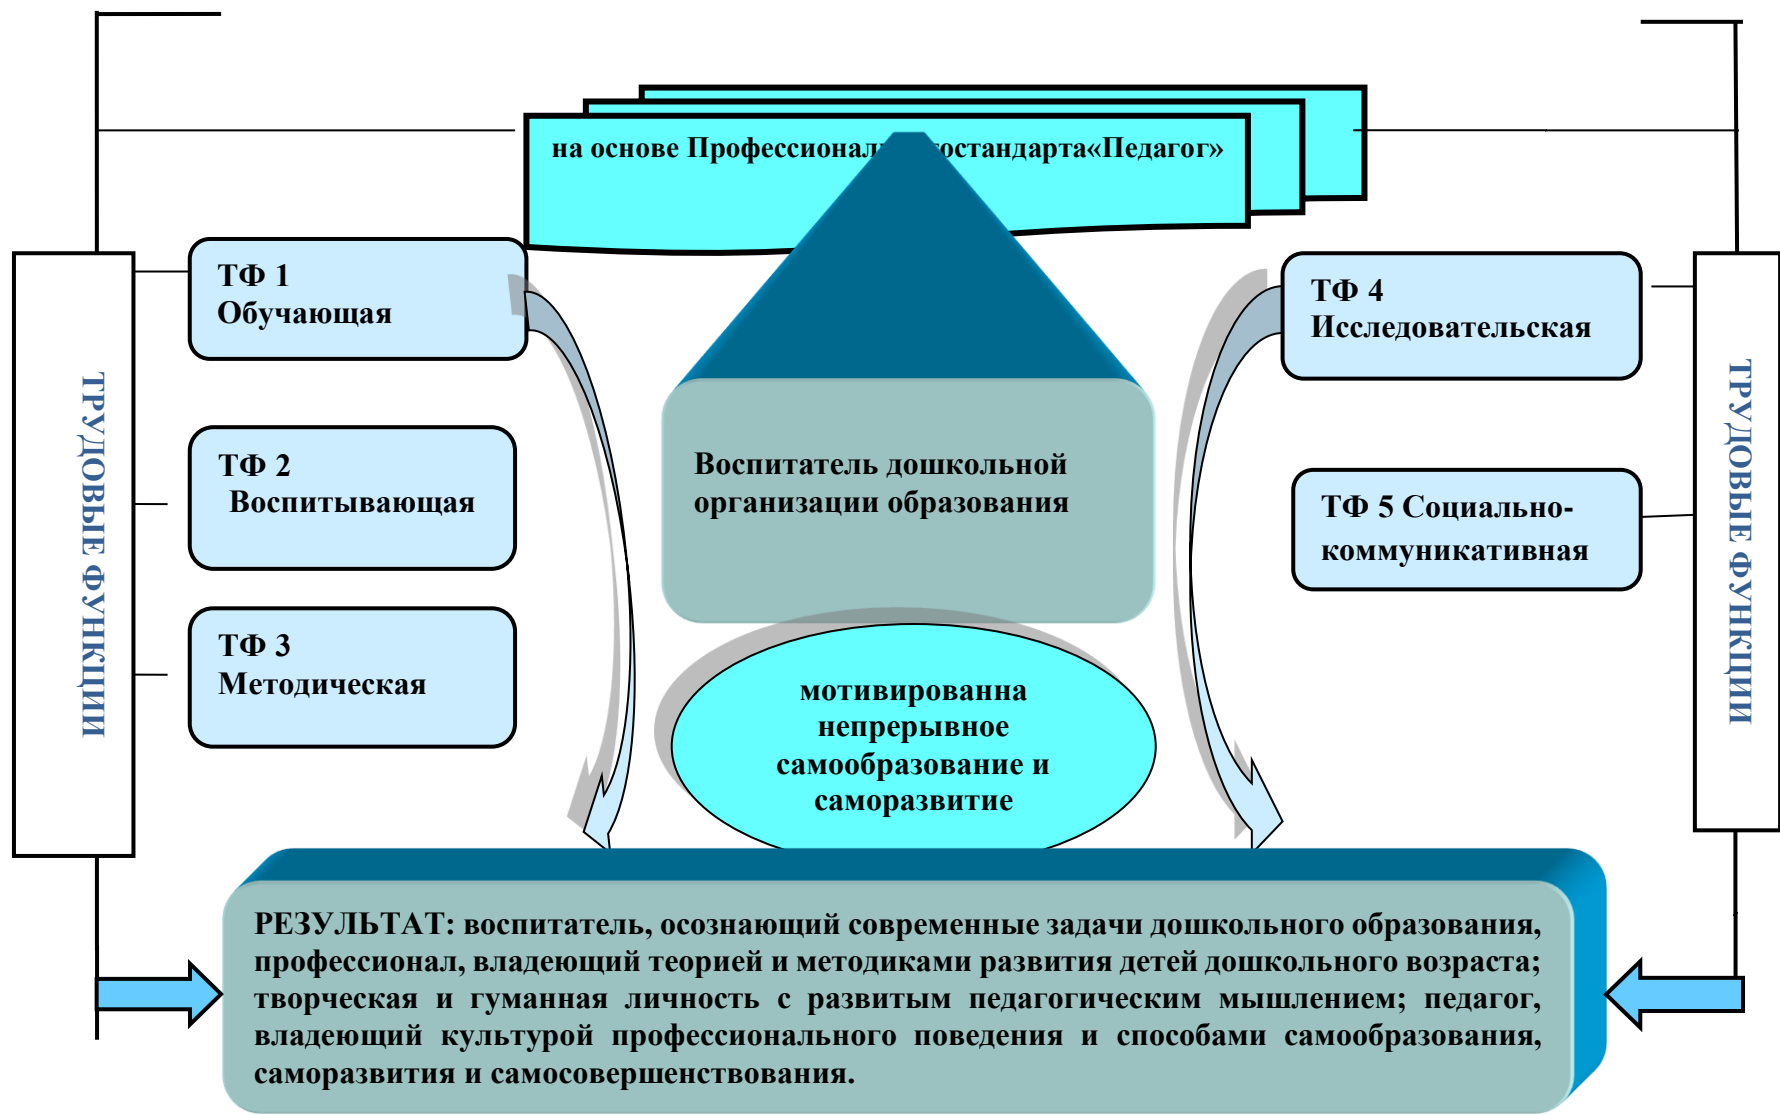 на основе Профессионал гостандарта«Педагог»
ТФ 1
Обучающая
ТФ 2
Воспитывающая
ТФ 3
Методическая
ТРУДОВЫЕ ФУНКЦИИ
Воспитатель дошкольной
организации образования
мотивированна
непрерывное
самообразование и
саморазвитие
ТФ 4
Исследовательская
ТФ 5 Социально-
коммуникативная
ТРУДОВЫЕ ФУНКЦИИ
РЕЗУЛЬТАТ: воспитатель, осознающий современные задачи дошкольного образования,
профессионал, владеющий теорией и методиками развития детей дошкольного возраста;
творческая и гуманная личность с развитым педагогическим мышлением; педагог,
владеющий культурой профессионального поведения и способами самообразования,
саморазвития и самосовершенствования.